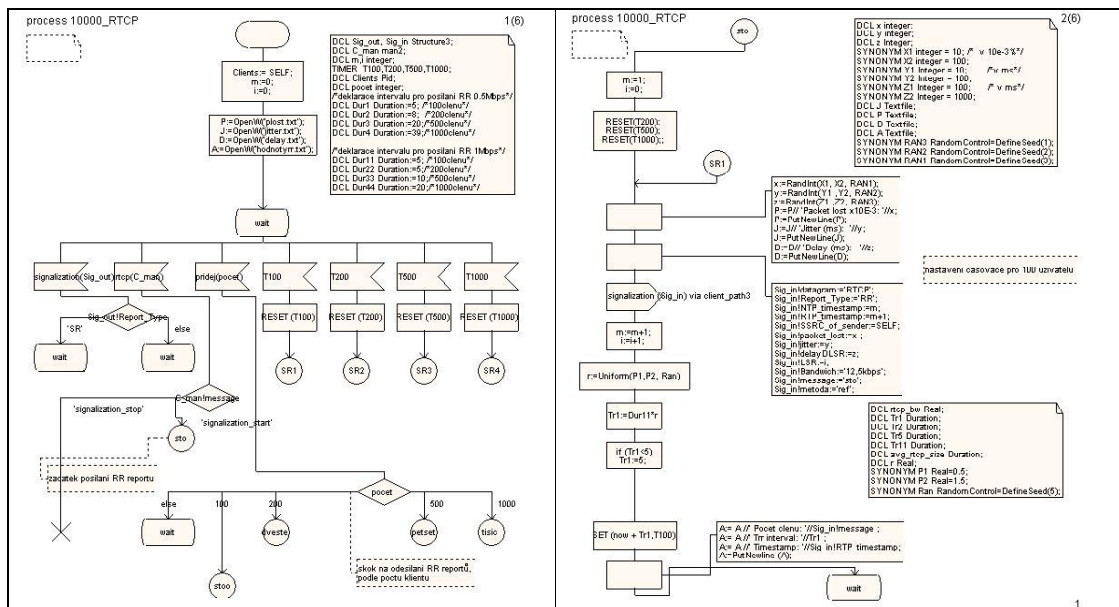 process 10000_RTCP
1(6)
DCL Sig_out, Sig_in Structure3;
DCL C_man man2;
DCL m,i integer;
TIMER T100,T200,T500,T1000;
DCL Clients Pid;
DCL pocet integer;
/*deklarace intervalu pro posilani RR 0.5Mbps*/
DCL Dur1 Duration:=5; /*100clenu*/
DCL Dur2 Duration:=8; /*200clenu*/
DCL Dur3 Duration:=20;/*500clenu*/
DCL Dur4 Duration:=39;/*1000clenu*/
/*deklarace intervalu pro posilani RR 1Mbps*/
DCL Dur11 Duration:=5; /*100clenu*/
DCL Dur22 Duration:=5;/*200clenu*/
DCL Dur33 Duration:=10;/*500clenu*/
DCL Dur44 Duration:=20;/*1000clenu*/
Clients:= SELF;
m:=0;
i:=0;
P:=OpenW('plost.txt');
J:=OpenW('jitter.txt');
D:=OpenW('delay.txt');
A:=OpenW('hodnotyrr.txt');
wait
signalization(Sig_out)
rtcp(C_man)
pridej(pocet)
T100
T200
T500
T1000
Sig_out!Report_Type
RESET (T100)
RESET (T200)
RESET (T500)
RESET (T1000)
'SR'
else
wait
wait
SR1
SR2
SR3
SR4
C_man!message
'signalization_stop'
'signalization_start'
sto
zacatek posilani RR reportu
pocet
else
100
200
500
1000
wait
dveste
petset
tisic
stoo
skok na odesilani RR reportů,
podle poctu klientu
process 10000_RTCP
2(6)
sto
DCL x integer;
DCL y integer;
DCL z Integer;
SYNONYM X1 integer = 10; /* v 10e-3%*/
SYNONYM X2 integer = 100;
SYNONYM Y1 integer = 10; /*v ms*/
SYNONYM Y2 integer = 100;
SYNONYM Z1 Integer = 100; /* v ms*/
SYNONYM Z2 Integer = 1000;
DCL J Textfile;
DCL P Textfile;
DCL D Textfile;
DCL A Textfile;
SYNONYM RAN3 RandomControl=DefineSeed(1);
SYNONYM RAN2 RandomControl=DefineSeed(2);
SYNONYM RAN1 RandomControl=DefineSeed(3);
m:=1;
i:=0;
RESET(T200);
RESET(T500);
RESET(T1000);;
SR1
x:=RandInt(X1, X2, RAN1);
y:=RandInt(Y1 ,Y2, RAN2);
z:=RandInt(Z1 ,Z2, RAN3);
P:=P// 'Packet lost x10E-3: '//x;
P:=PutNewLine(P);
J:=J// 'Jitter (ms): '//y;
J:=PutNewLine(J);
D:=D// 'Delay (ms): '//z;
D:=PutNewLine(D);
nastaveni casovace pro 100 uzivatelu
signalization (Sig_in) via client_path3
Sig_in!datagram:='RTCP';
Sig_in!Report_Type:='RR';
Sig_in!NTP_timestamp:=m;
Sig_in!RTP_timestamp:=m+1;
Sig_in!SSRC_of_sender:=SELF;
Sig_in!packet_lost:=x ;
Sig_in!jitter:=y;
Sig_in!delayDLSR:=z;
Sig_in!LSR:=i;
Sig_in!Bandwich:='12,5kbps';
Sig_in!message:='sto';
Sig_in!metoda:='ref';
m:=m+1;
i:=i+1;
r:=Uniform(P1,P2, Ran)
Tr1:=Dur11*r
if (Tr1<5)
Tr1:=5;
DCL rtcp_bw Real;
DCL Tr1 Duration;
DCL Tr2 Duration;
DCL Tr5 Duration;
DCL Tr11 Duration;
DCL avg_rtcp_size Duration;
DCL r Real;
SYNONYM P1 Real=0.5;
SYNONYM P2 Real=1.5;
SYNONYM Ran RandomControl=DefineSeed(5);
SET (now + Tr1,T100)
A:= A //' Pocet clenu: '//Sig_in!message ;
A:= A //' Trr interval: '//Tr1 ;
A:= A //' Timestamp: '//Sig_in!RTP_timestamp;
A:=PutNewline (A);
wait
1